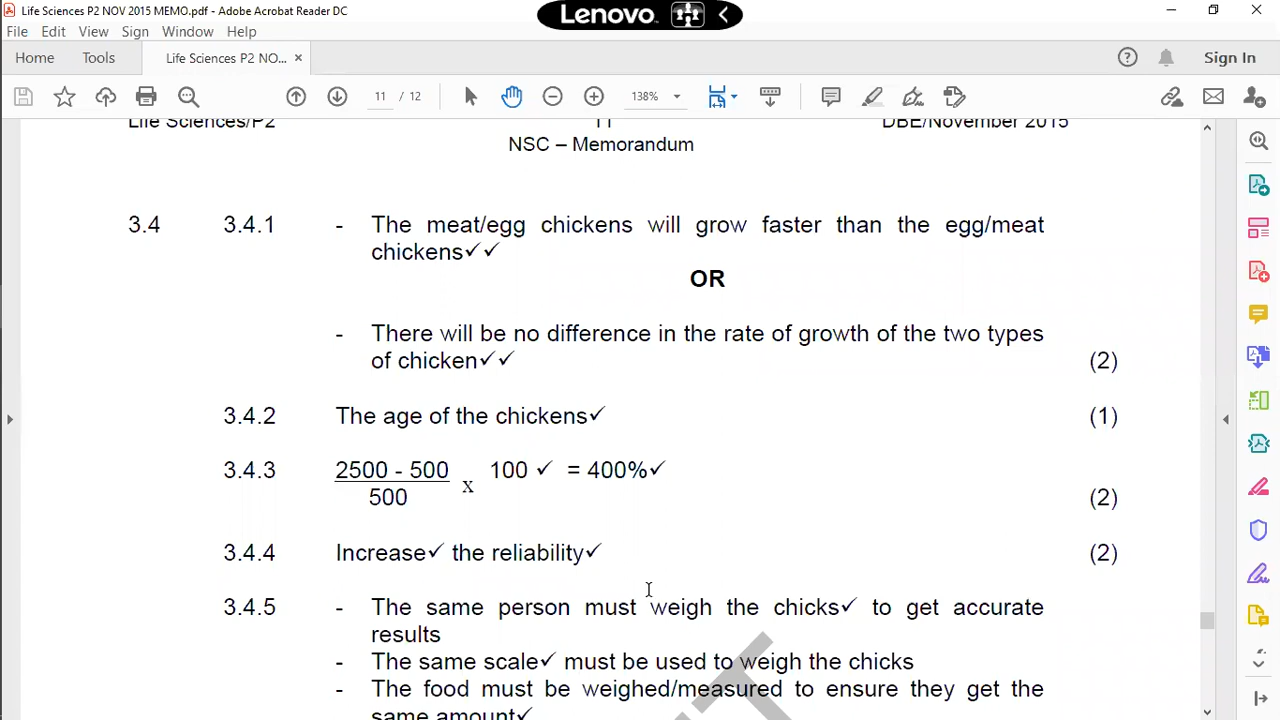 Life Sciences P2 NOV 2015 MEMO.pdf - Adobe Acrobat Reader DC
Lenovo
File Edit View Sign Window Help
Home Tools Life Sciences P2 NO... × Sign In
11 / 12 138%
Life Sciences/P2 11 DBE/November 2015
NSC – Memorandum
3.4 3.4.1 - The meat/egg chickens will grow faster than the egg/meat
chickens✓✓
OR
- There will be no difference in the rate of growth of the two types
of chicken✓✓ (2)
3.4.2 The age of the chickens✓ (1)
3.4.3 2500 - 500 x 100 ✓ = 400%✓
500 (2)
3.4.4 Increase✓ the reliability✓ (2)
3.4.5 - The same person must weigh the chicks✓ to get accurate
results
- The same scale✓ must be used to weigh the chicks
- The food must be weighed/measured to ensure they get the
same amount✓